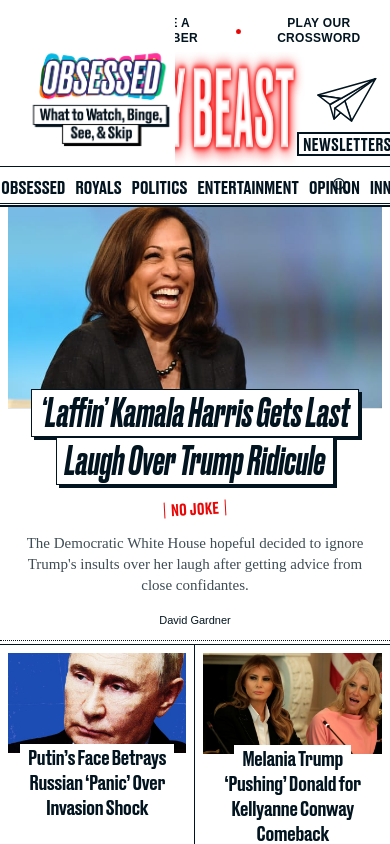 E A
BER
PLAY OUR
CROSSWORD
OBSESSED
What to Watch, Binge,
See, & Skip
Y BEAST
NEWSLETTERS
OBSESSED ROYALS POLITICS ENTERTAINMENT OPINION INN
‘Laffin’ Kamala Harris Gets Last
Laugh Over Trump Ridicule
NO JOKE
The Democratic White House hopeful decided to ignore
Trump's insults over her laugh after getting advice from
close confidantes.
David Gardner
Putin’s Face Betrays
Russian ‘Panic’ Over
Invasion Shock
Melania Trump
‘Pushing’ Donald for
Kellyanne Conway
Comeback